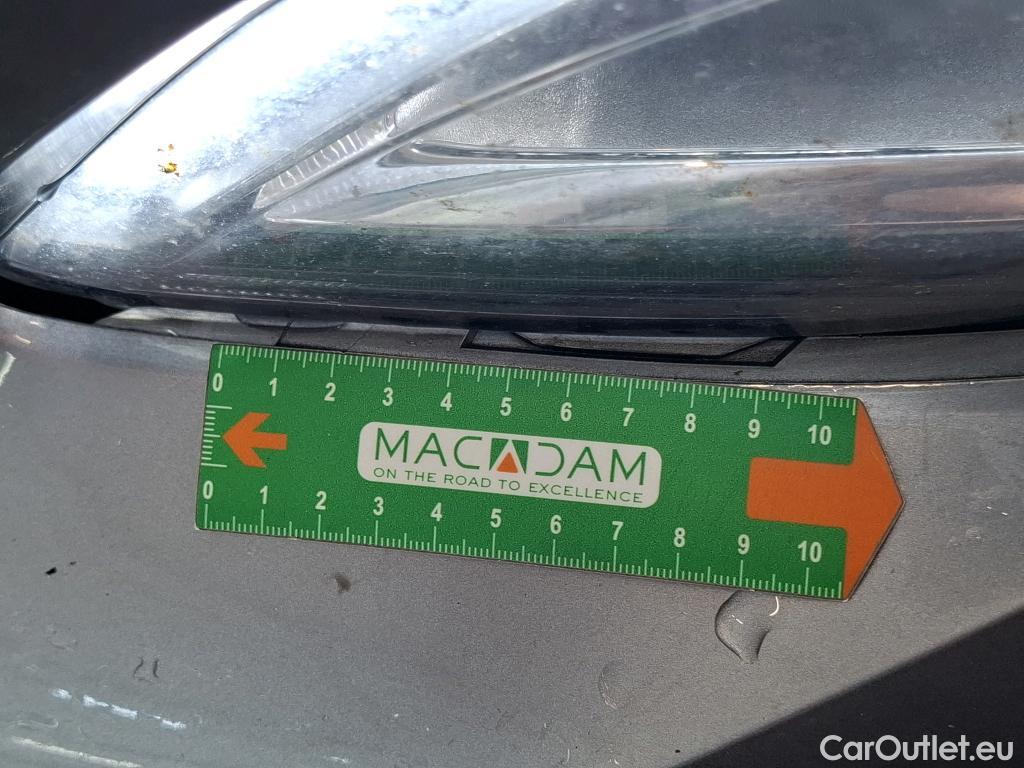 0 1 2 3 4 5 6 7 8 9 10
MACADAM
ON THE ROAD TO EXCELLENCE
0 1 2 3 4 5 6 7 8 9 10
CarOutlet.eu